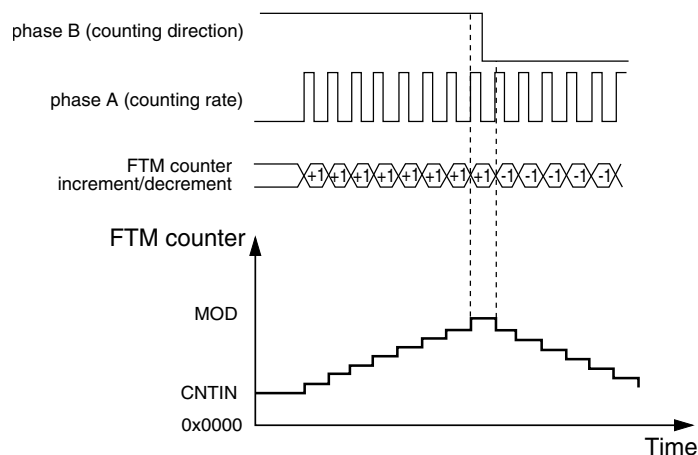 phase B (counting direction)
phase A (counting rate)
FTM counter
increment/decrement
+1 +1 +1 +1 +1 +1 +1 +1 -1 -1 -1 -1 -1
FTM counter
MOD
CNTIN
0x0000
Time